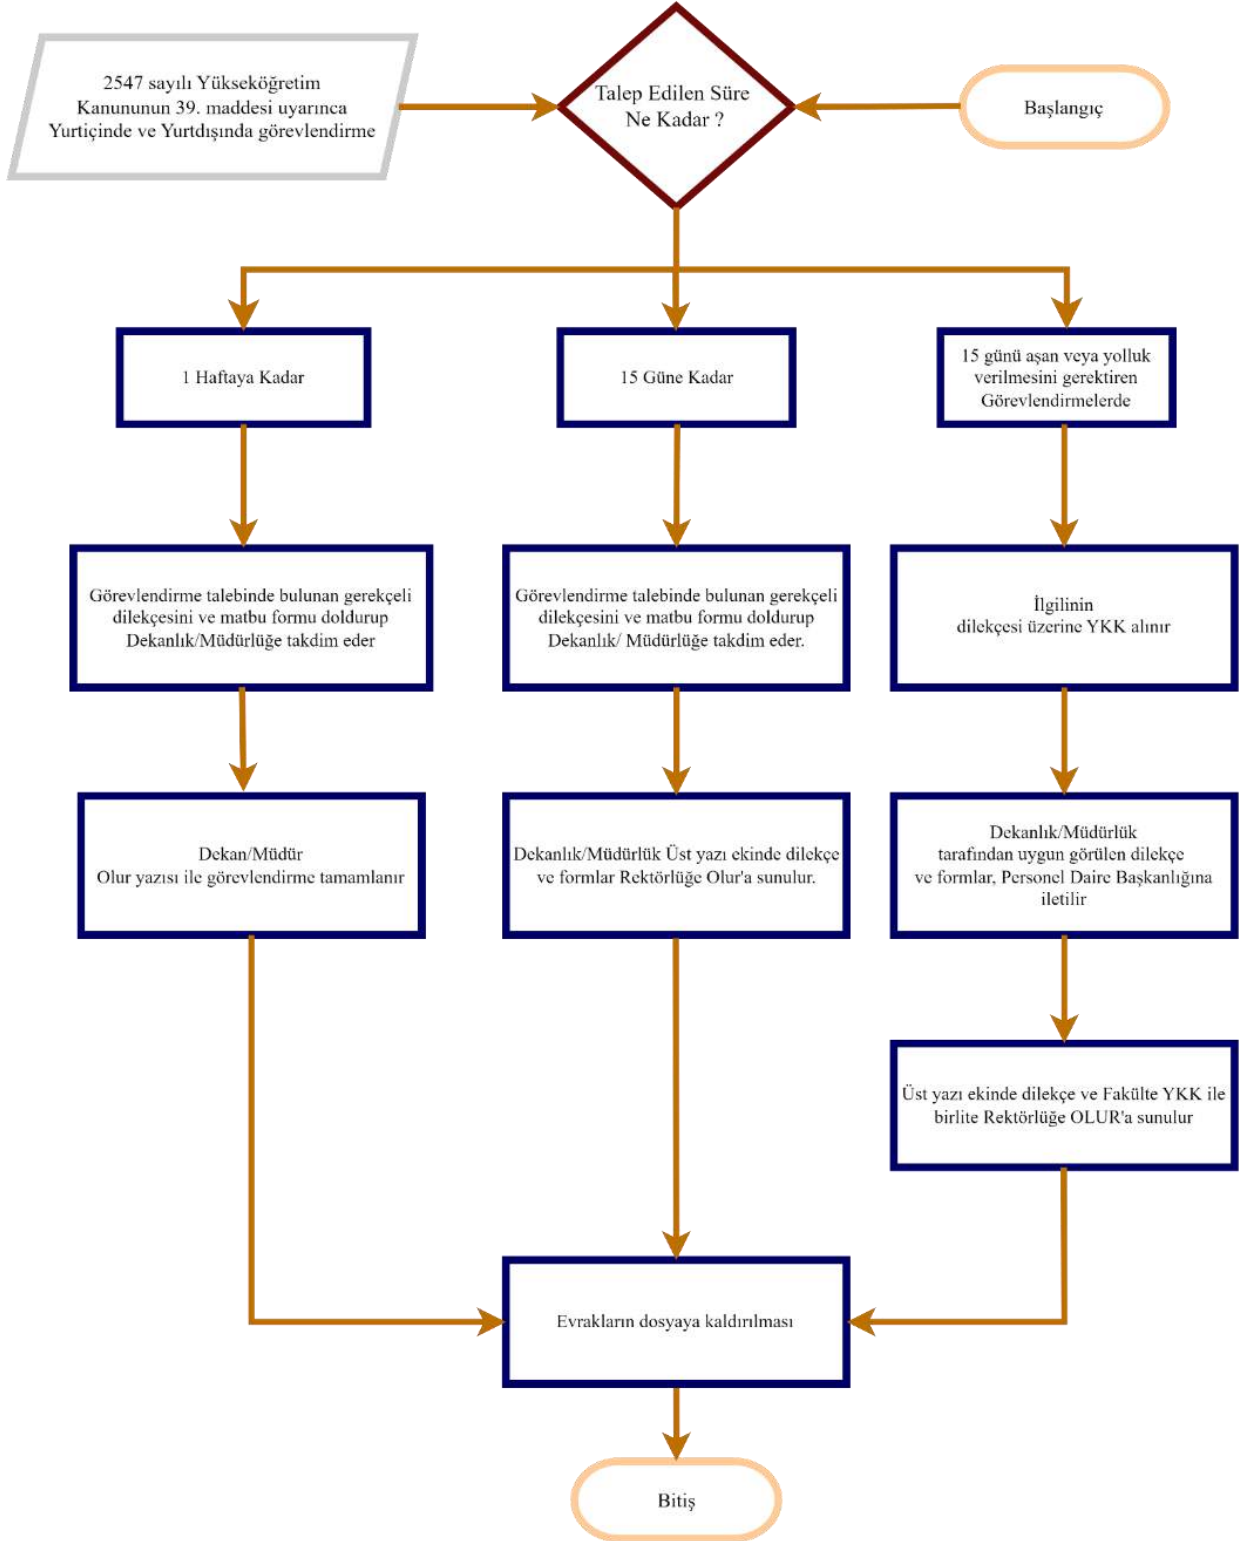 2547 sayılı Yükseköğretim
Kanununun 39. maddesi uyarınca
Yurtiçinde ve Yurtdışında görevlendirme
Talep Edilen Süre
Ne Kadar ?
Başlangıç
1 Haftaya Kadar
15 Güne Kadar
15 günü aşan veya yolluk
verilmesini gerektiren
Görevlendirmelerde
Görevlendirme talebinde bulunan gerekçeli
dilekçesini ve matbu formu doldurup
Dekanlık/Müdürlüğe takdim eder
Görevlendirme talebinde bulunan gerekçeli
dilekçesini ve matbu formu doldurup
Dekanlık/ Müdürlüğe takdim eder.
İlgilinin
dilekçesi üzerine YKK alınır
Dekan/Müdür
Olur yazısı ile görevlendirme tamamlanır
Dekanlık/Müdürlük Üst yazı ekinde dilekçe
ve formlar Rektörlüğe Olur'a sunulur.
Dekanlık/Müdürlük
tarafından uygun görülen dilekçe
ve formlar, Personel Daire Başkanlığına
iletilir
Üst yazı ekinde dilekçe ve Fakülte YKK ile
birlite Rektörlüğe OLUR'a sunulur
Evrakların dosyaya kaldırılması
Bitiş